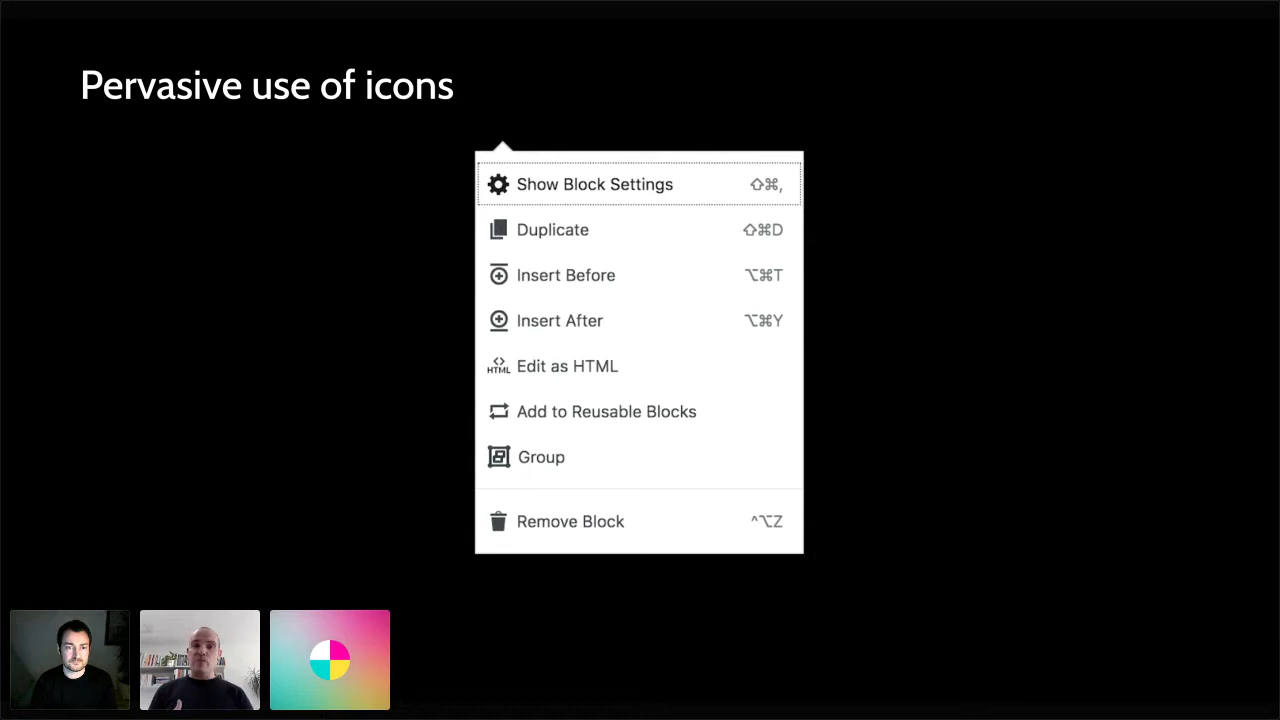 Pervasive use of icons
Show Block Settings ⇧⌘,
Duplicate ⇧⌘D
Insert Before ⌥⌘T
Insert After ⌥⌘Y
HTML Edit as HTML
Add to Reusable Blocks
Group
Remove Block ^⌥Z